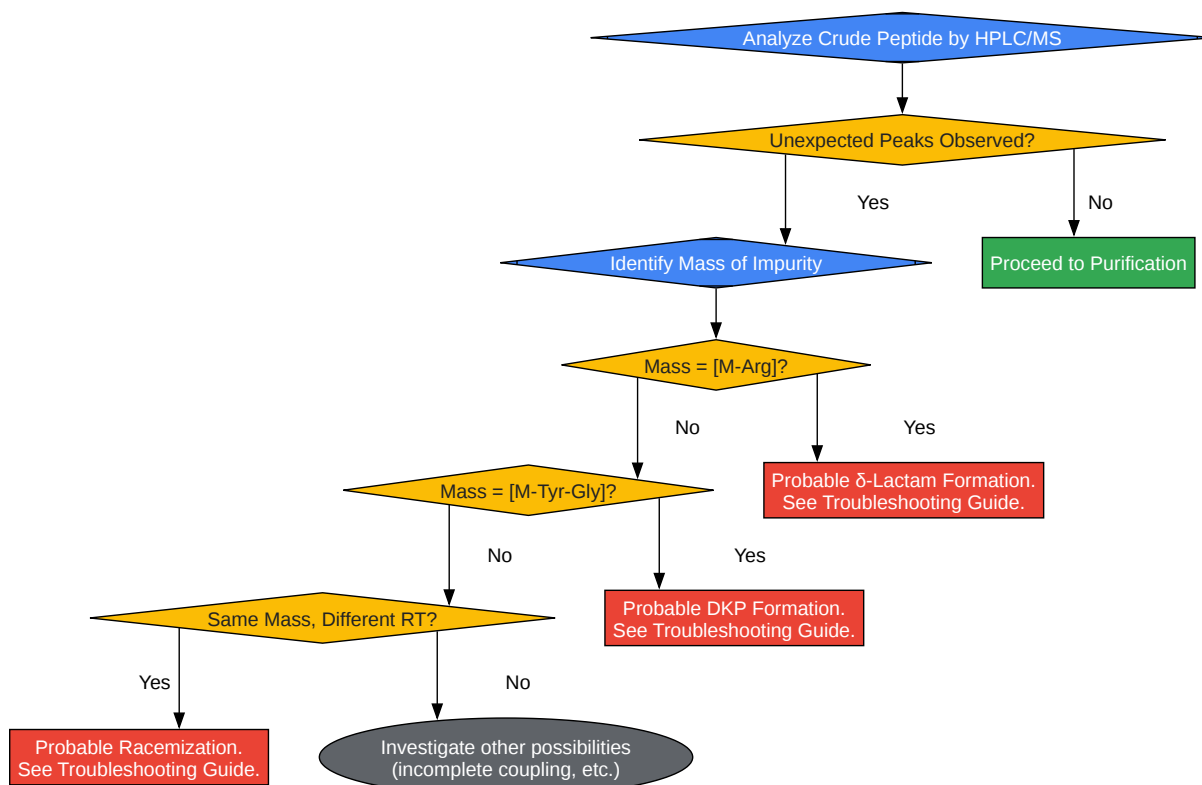 Analyze Crude Peptide by HPLC/MS
Unexpected Peaks Observed?
Yes
No
Identify Mass of Impurity
Proceed to Purification
Mass = [M-Arg]?
No
Yes
Probable δ-Lactam Formation.
See Troubleshooting Guide.
Mass = [M-Tyr-Gly]?
No
Yes
Probable DKP Formation.
See Troubleshooting Guide.
Same Mass, Different RT?
Yes
No
Probable Racemization.
See Troubleshooting Guide.
Investigate other possibilities
(incomplete coupling, etc.)